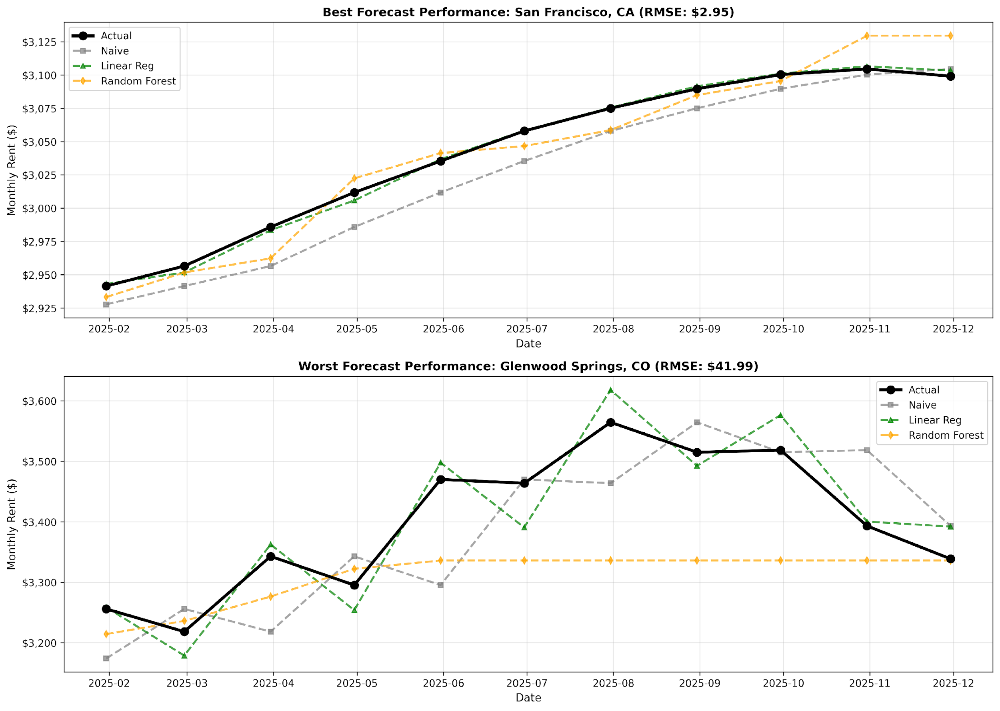 Best Forecast Performance: San Francisco, CA (RMSE: $2.95)
Actual
Naive
Linear Reg
Random Forest
Monthly Rent ($)
$3,125
$3,100
$3,075
$3,050
$3,025
$3,000
$2,975
$2,950
$2,925
2025-02 2025-03 2025-04 2025-05 2025-06 2025-07 2025-08 2025-09 2025-10 2025-11 2025-12
Date
Worst Forecast Performance: Glenwood Springs, CO (RMSE: $41.99)
Actual
Naive
Linear Reg
Random Forest
Monthly Rent ($)
$3,600
$3,500
$3,400
$3,300
$3,200
2025-02 2025-03 2025-04 2025-05 2025-06 2025-07 2025-08 2025-09 2025-10 2025-11 2025-12
Date